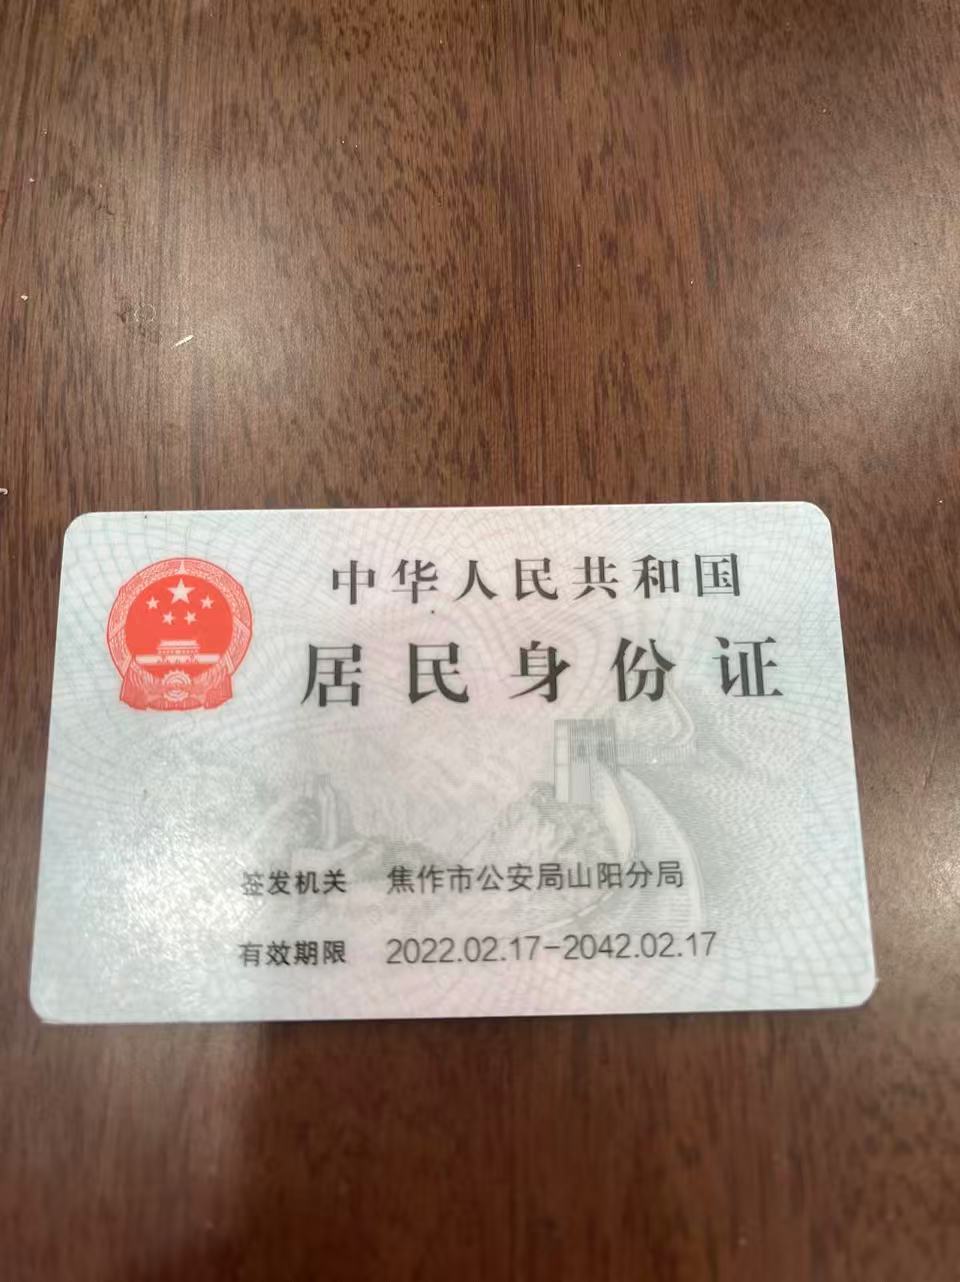 中华人民共和国
居民身份证
签发机关 焦作市公安局山阳分局
有效期限 2022.02.17-2042.02.17